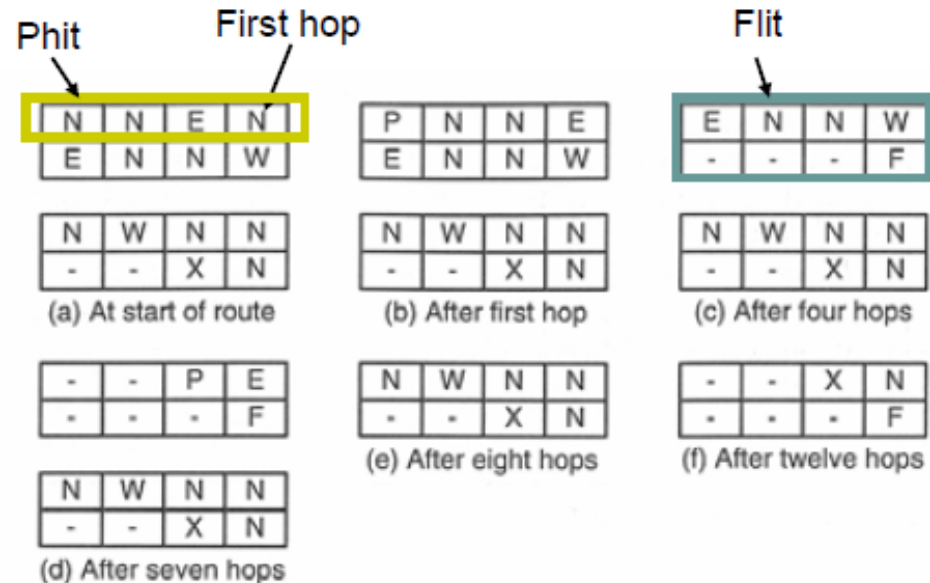 Phit First hop Flit
N N E N
E N N W
N W N N
- - X N
(a) At start of route
P N N E
E N N W
N W N N
- - X N
(b) After first hop
E N N W
- - - F
N W N N
- - X N
(c) After four hops
- - P E
- - - F
N W N N
- - X N
(d) After seven hops
N W N N
- - X N
(e) After eight hops
- - X N
- - - F
(f) After twelve hops